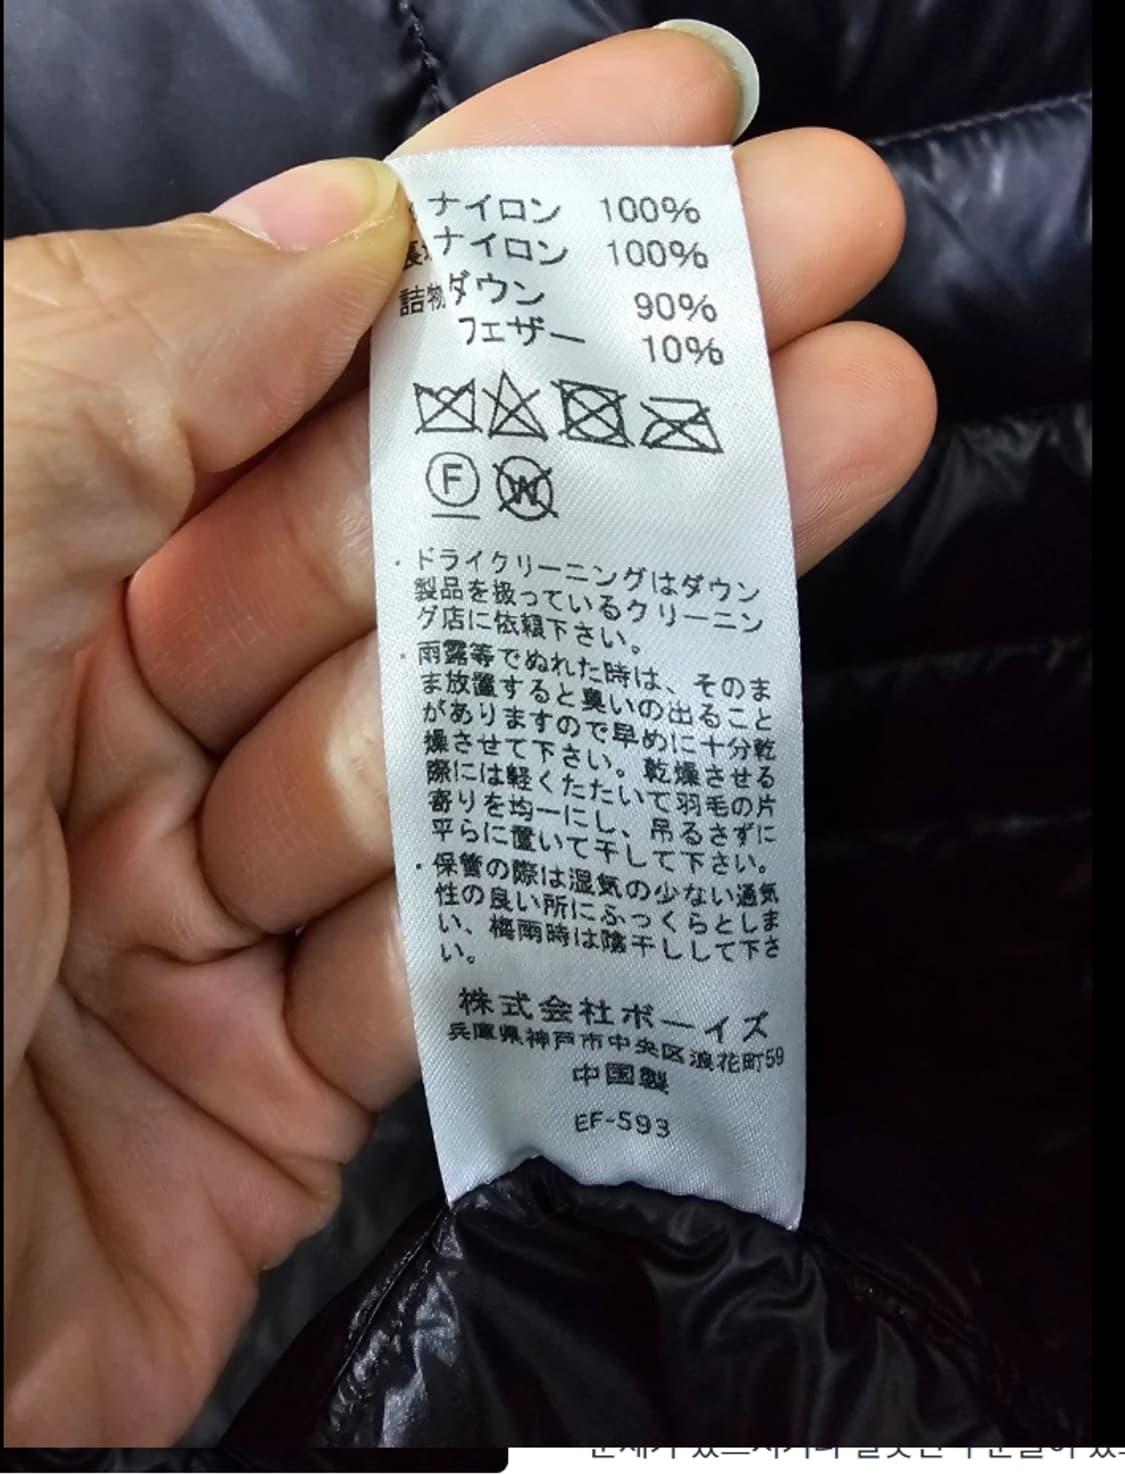 ナイロン 100%
ナイロン 100%
詰物 ダウン 90%
フェザー 10%
F W
・ドライクリーニングはダウン
製品を扱っているクリーニン
グ店に依頼下さい。
・雨露等でぬれた時は、そのま
ま放置すると臭いの出ること
がありますので早めに十分乾
燥させて下さい。乾燥させる
際には軽くたたいて羽毛の片
寄りを均一にし、吊るさずに
平らに置いて干して下さい。
・保管の際は湿気の少ない通気
性の良い所にふっくらとしま
い、梅雨時は陰干しして下さ
い。
株式会社ボーイズ
兵庫県神戸市中央区浪花町59
中国製
EF-593